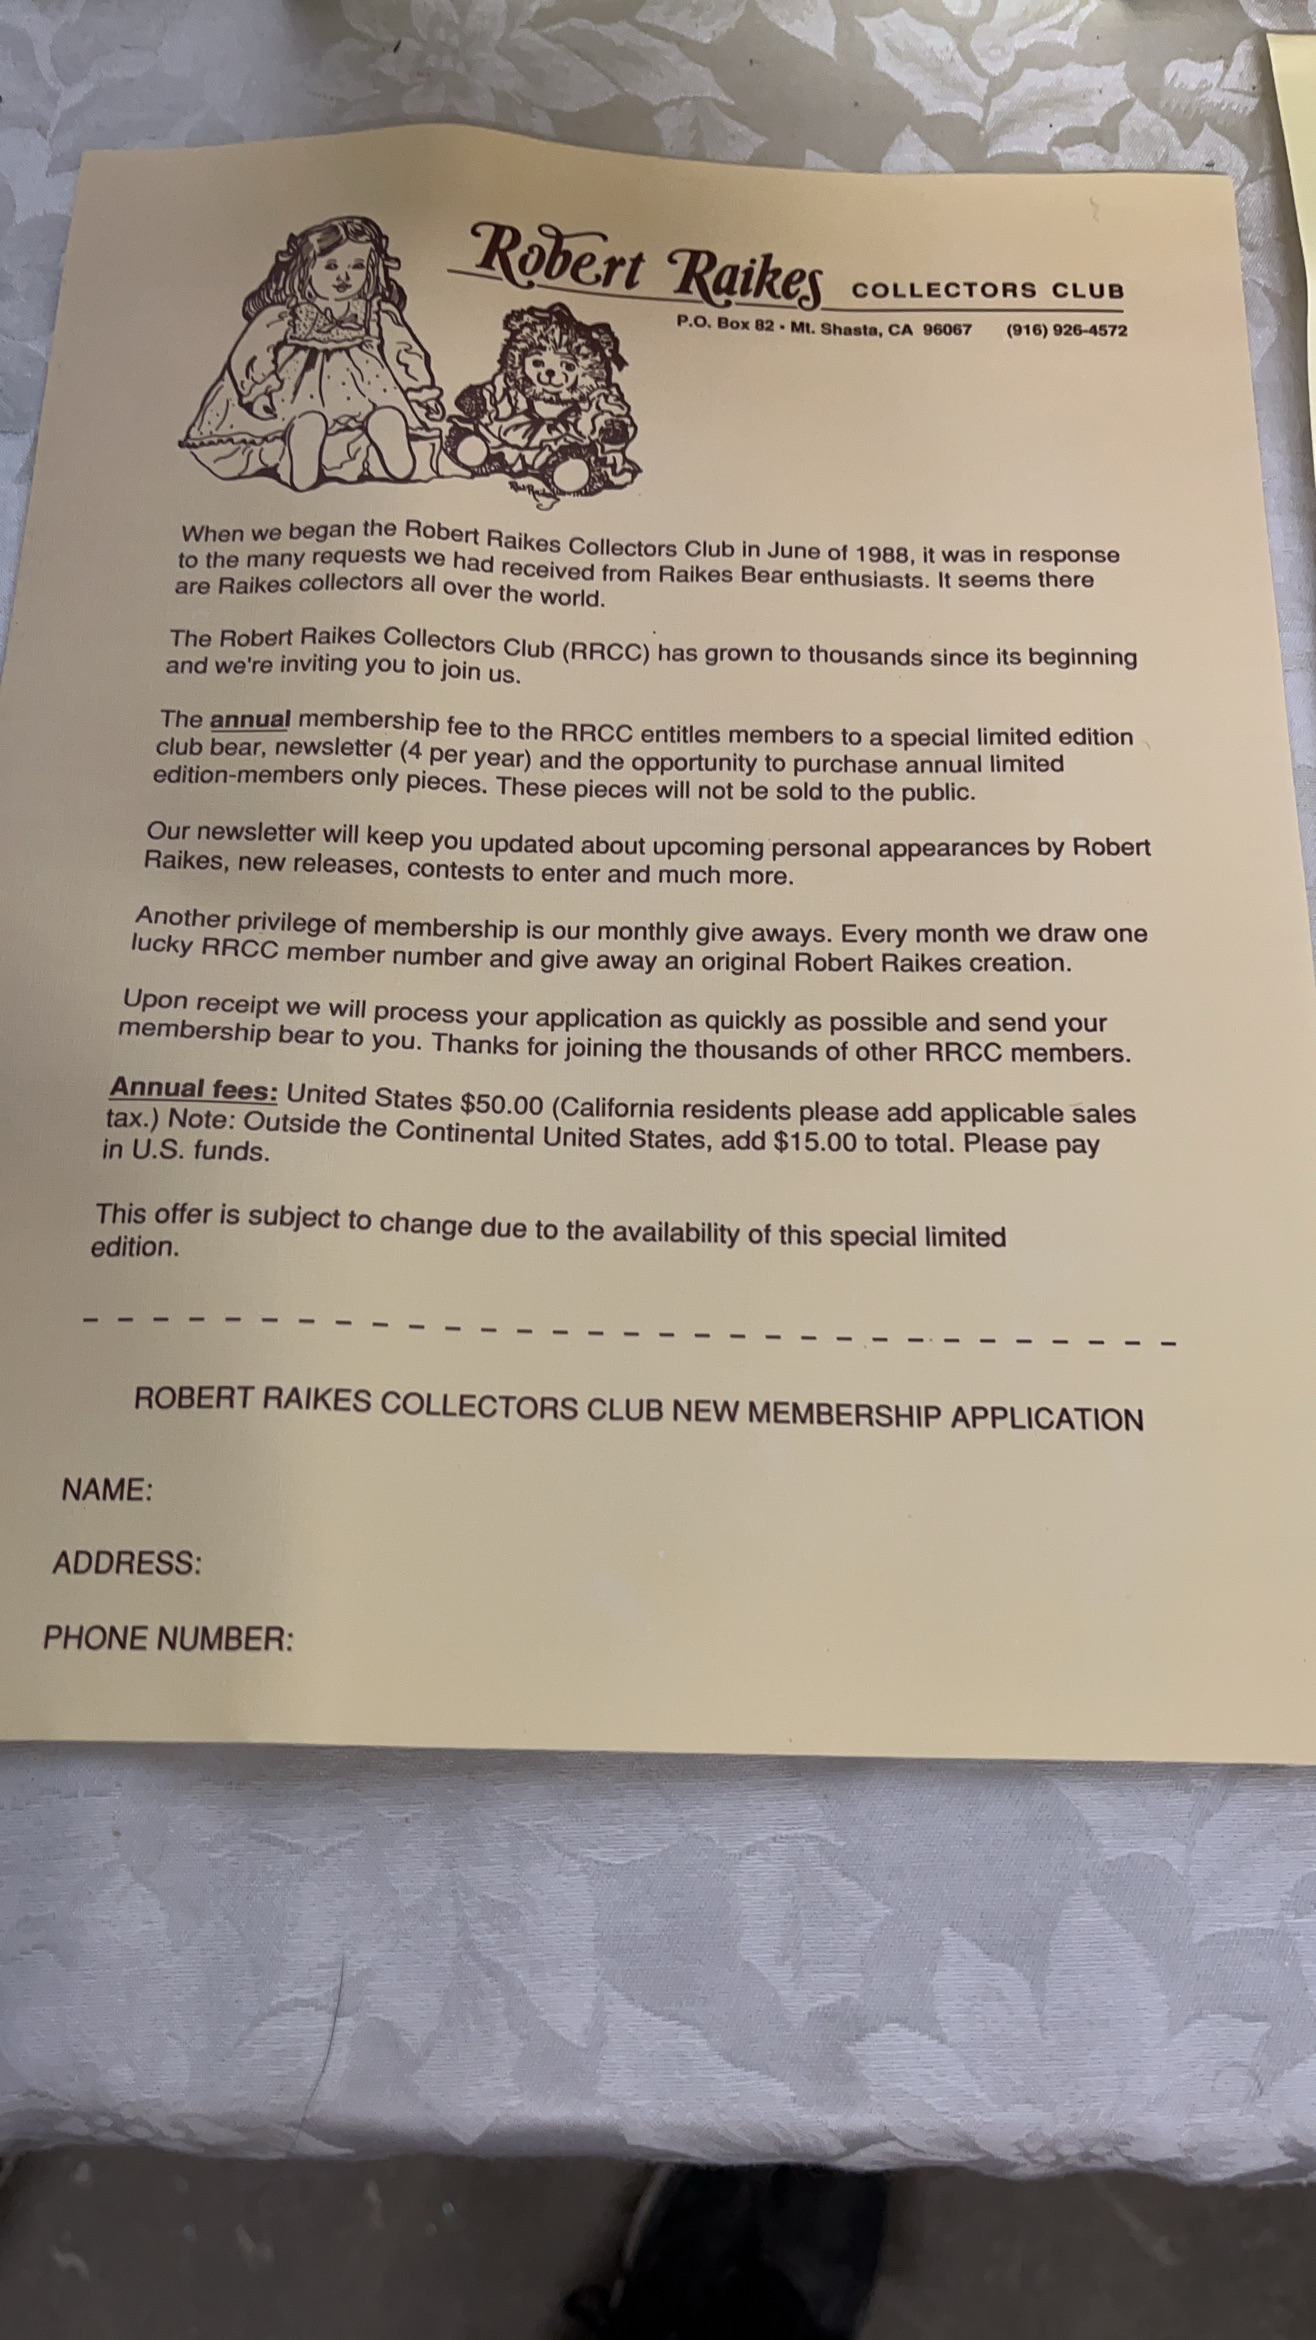 Robert Raikes COLLECTORS CLUB
P.O. Box 82 • Mt. Shasta, CA 96067 (916) 926-4572
When we began the Robert Raikes Collectors Club in June of 1988, it was in response
to the many requests we had received from Raikes Bear enthusiasts. It seems there
are Raikes collectors all over the world.
The Robert Raikes Collectors Club (RRCC) has grown to thousands since its beginning
and we're inviting you to join us.
The annual membership fee to the RRCC entitles members to a special limited edition
club bear, newsletter (4 per year) and the opportunity to purchase annual limited
edition-members only pieces. These pieces will not be sold to the public.
Our newsletter will keep you updated about upcoming personal appearances by Robert
Raikes, new releases, contests to enter and much more.
Another privilege of membership is our monthly give aways. Every month we draw one
lucky RRCC member number and give away an original Robert Raikes creation.
Upon receipt we will process your application as quickly as possible and send your
membership bear to you. Thanks for joining the thousands of other RRCC members.
Annual fees: United States $50.00 (California residents please add applicable sales
tax.) Note: Outside the Continental United States, add $15.00 to total. Please pay
in U.S. funds.
This offer is subject to change due to the availability of this special limited
edition.
ROBERT RAIKES COLLECTORS CLUB NEW MEMBERSHIP APPLICATION
NAME:
ADDRESS:
PHONE NUMBER: